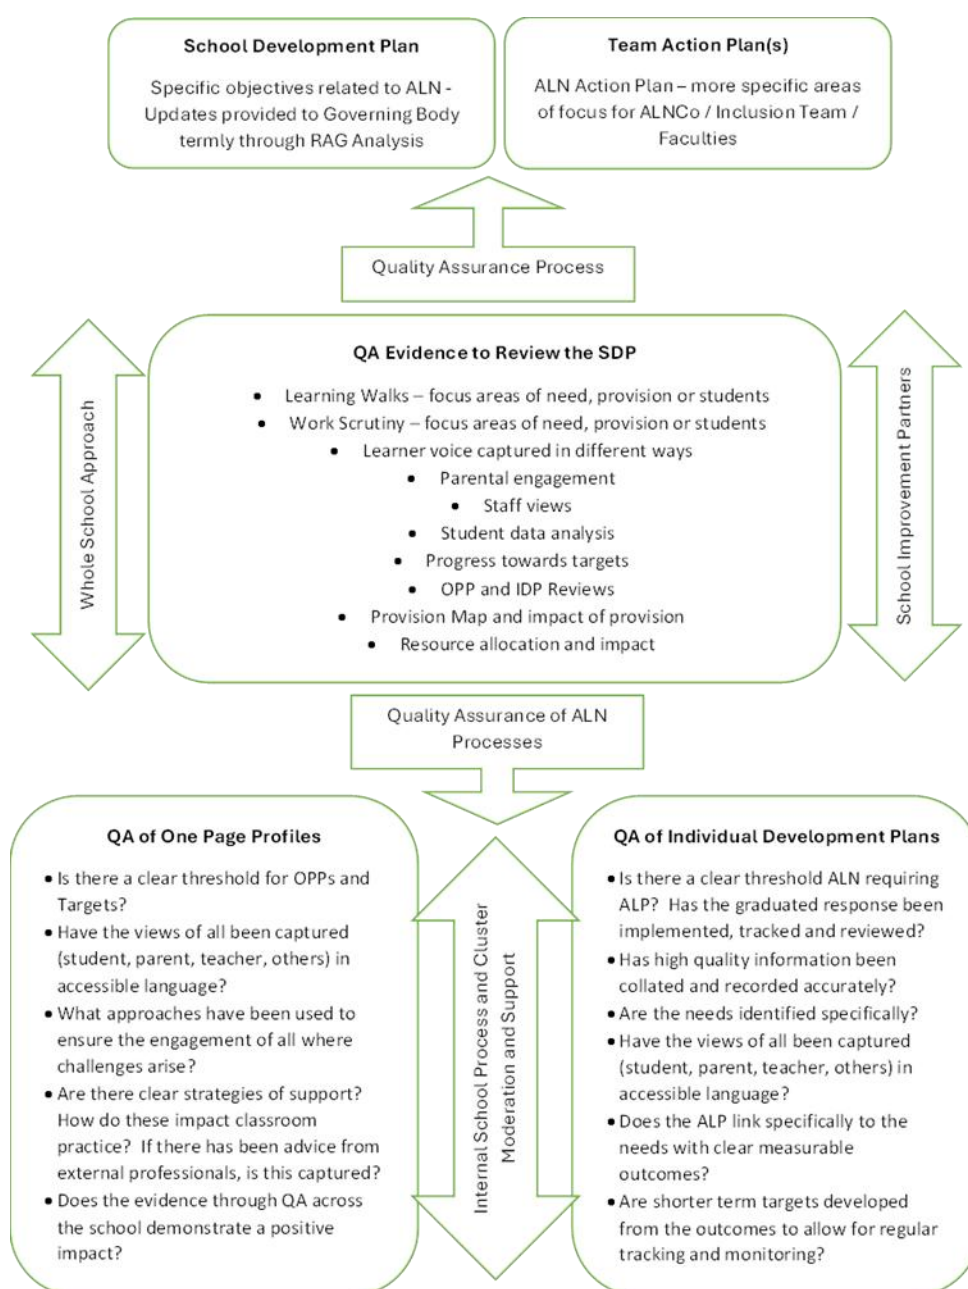 School Development Plan
Specific objectives related to ALN -
Updates provided to Governing Body
termly through RAG Analysis
Team Action Plan(s)
ALN Action Plan – more specific areas
of focus for ALNCo / Inclusion Team /
Faculties
Quality Assurance Process
Whole School Approach
QA Evidence to Review the SDP
• Learning Walks – focus areas of need, provision or students
• Work Scrutiny – focus areas of need, provision or students
• Learner voice captured in different ways
• Parental engagement
• Staff views
• Student data analysis
• Progress towards targets
• OPP and IDP Reviews
• Provision Map and impact of provision
• Resource allocation and impact
School Improvement Partners
Quality Assurance of ALN
Processes
QA of One Page Profiles
• Is there a clear threshold for OPPs and
Targets?
• Have the views of all been captured
(student, parent, teacher, others) in
accessible language?
• What approaches have been used to
ensure the engagement of all where
challenges arise?
• Are there clear strategies of support?
How do these impact classroom
practice? If there has been advice from
external professionals, is this captured?
• Does the evidence through QA across
the school demonstrate a positive
impact?
Internal School Process and Cluster
Moderation and Support
QA of Individual Development Plans
• Is there a clear threshold ALN requiring
ALP? Has the graduated response been
implemented, tracked and reviewed?
• Has high quality information been
collated and recorded accurately?
• Are the needs identified specifically?
• Have the views of all been captured
(student, parent, teacher, others) in
accessible language?
• Does the ALP link specifically to the
needs with clear measurable
outcomes?
• Are shorter term targets developed
from the outcomes to allow for regular
tracking and monitoring?